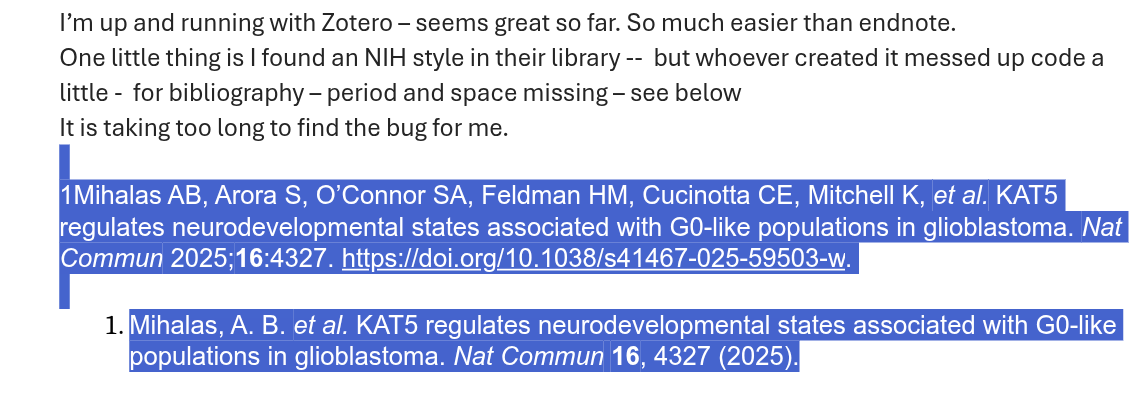 I’m up and running with Zotero – seems great so far. So much easier than endnote.
One little thing is I found an NIH style in their library --  but whoever created it messed up code a
little -  for bibliography – period and space missing – see below
It is taking too long to find the bug for me.
1Mihalas AB, Arora S, O’Connor SA, Feldman HM, Cucinotta CE, Mitchell K, et al. KAT5
regulates neurodevelopmental states associated with G0-like populations in glioblastoma. Nat
Commun 2025;16:4327. https://doi.org/10.1038/s41467-025-59503-w.
1. Mihalas, A. B. et al. KAT5 regulates neurodevelopmental states associated with G0-like
populations in glioblastoma. Nat Commun 16, 4327 (2025).